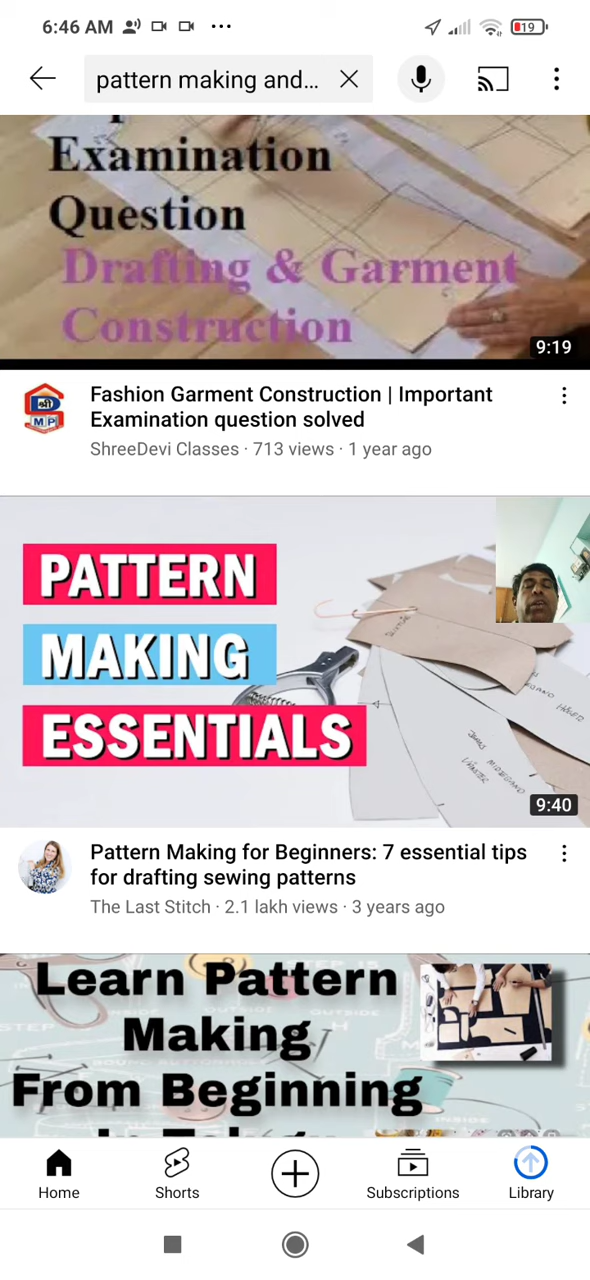 6:46 AM
19
pattern making and...
Examination
Question
Drafting & Garment
Construction
9:19
Fashion Garment Construction | Important
Examination question solved
ShreeDevi Classes · 713 views · 1 year ago
MP
PATTERN
MAKING
ESSENTIALS
9:40
Pattern Making for Beginners: 7 essential tips
for drafting sewing patterns
The Last Stitch · 2.1 lakh views · 3 years ago
Learn Pattern
Making
From Beginning
Home
Shorts
Subscriptions
Library